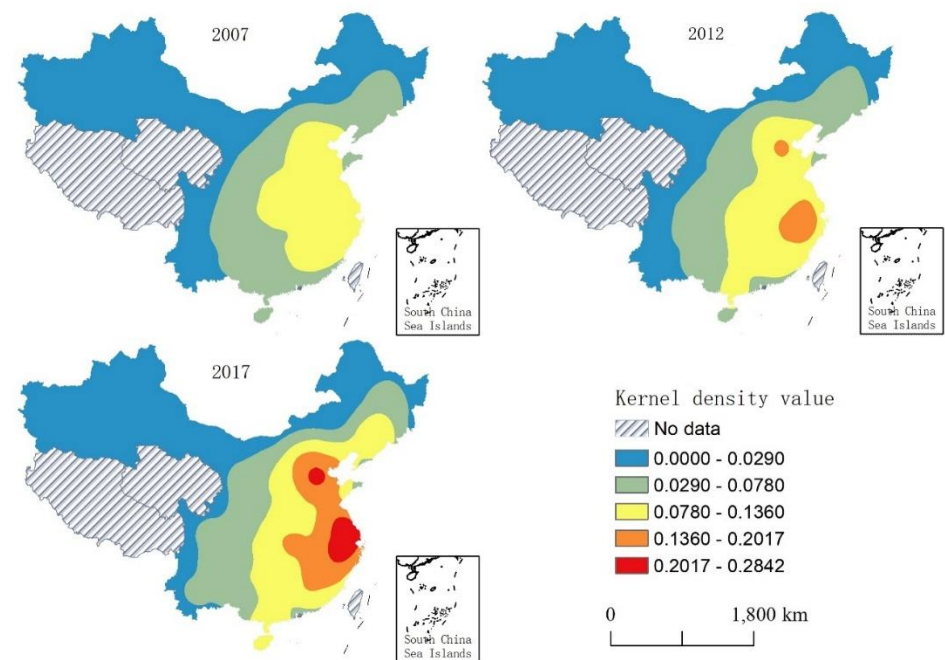 2007
2012
South China
Sea Islands
South China
Sea Islands
2017
Kernel density value
No data
0.0000 - 0.0290
0.0290 - 0.0780
0.0780 - 0.1360
0.1360 - 0.2017
0.2017 - 0.2842
0 1,800 km
South China
Sea Islands